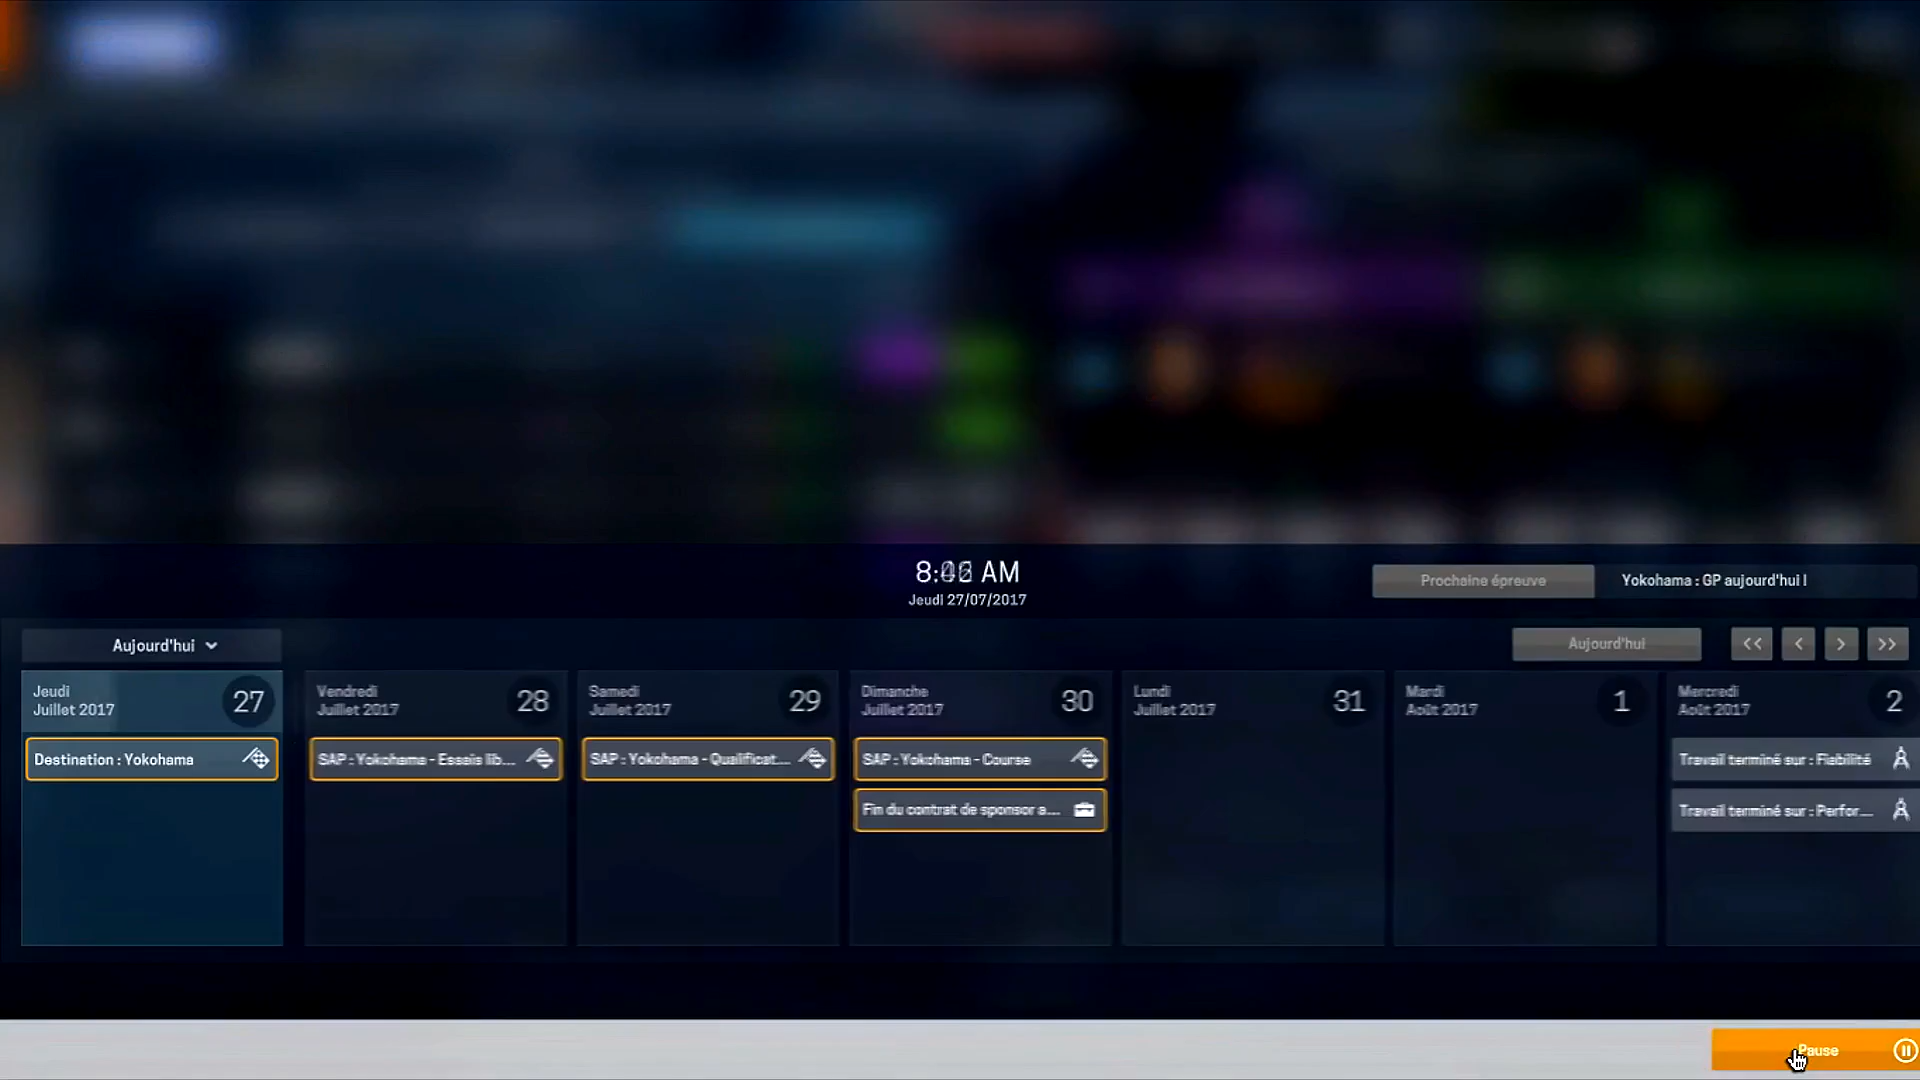 AM
Jeudi 27/07/2017
Prochaine épreuve
Yokohama : GP aujourd'hui !
Aujourd'hui
Aujourd'hui
<<
<
>
>>
Jeudi
Juillet 2017
27
Destination : Yokohama
Vendredi
Juillet 2017
28
SAP : Yokohama - Essais lib...
Samedi
Juillet 2017
29
SAP : Yokohama - Qualificat...
Dimanche
Juillet 2017
30
SAP : Yokohama - Course
Fin du contrat de sponsor a...
Lundi
Juillet 2017
31
Mardi
Août 2017
1
Mercredi
Août 2017
2
Travail terminé sur : Fiabilité
Travail terminé sur : Perfor...
Pause